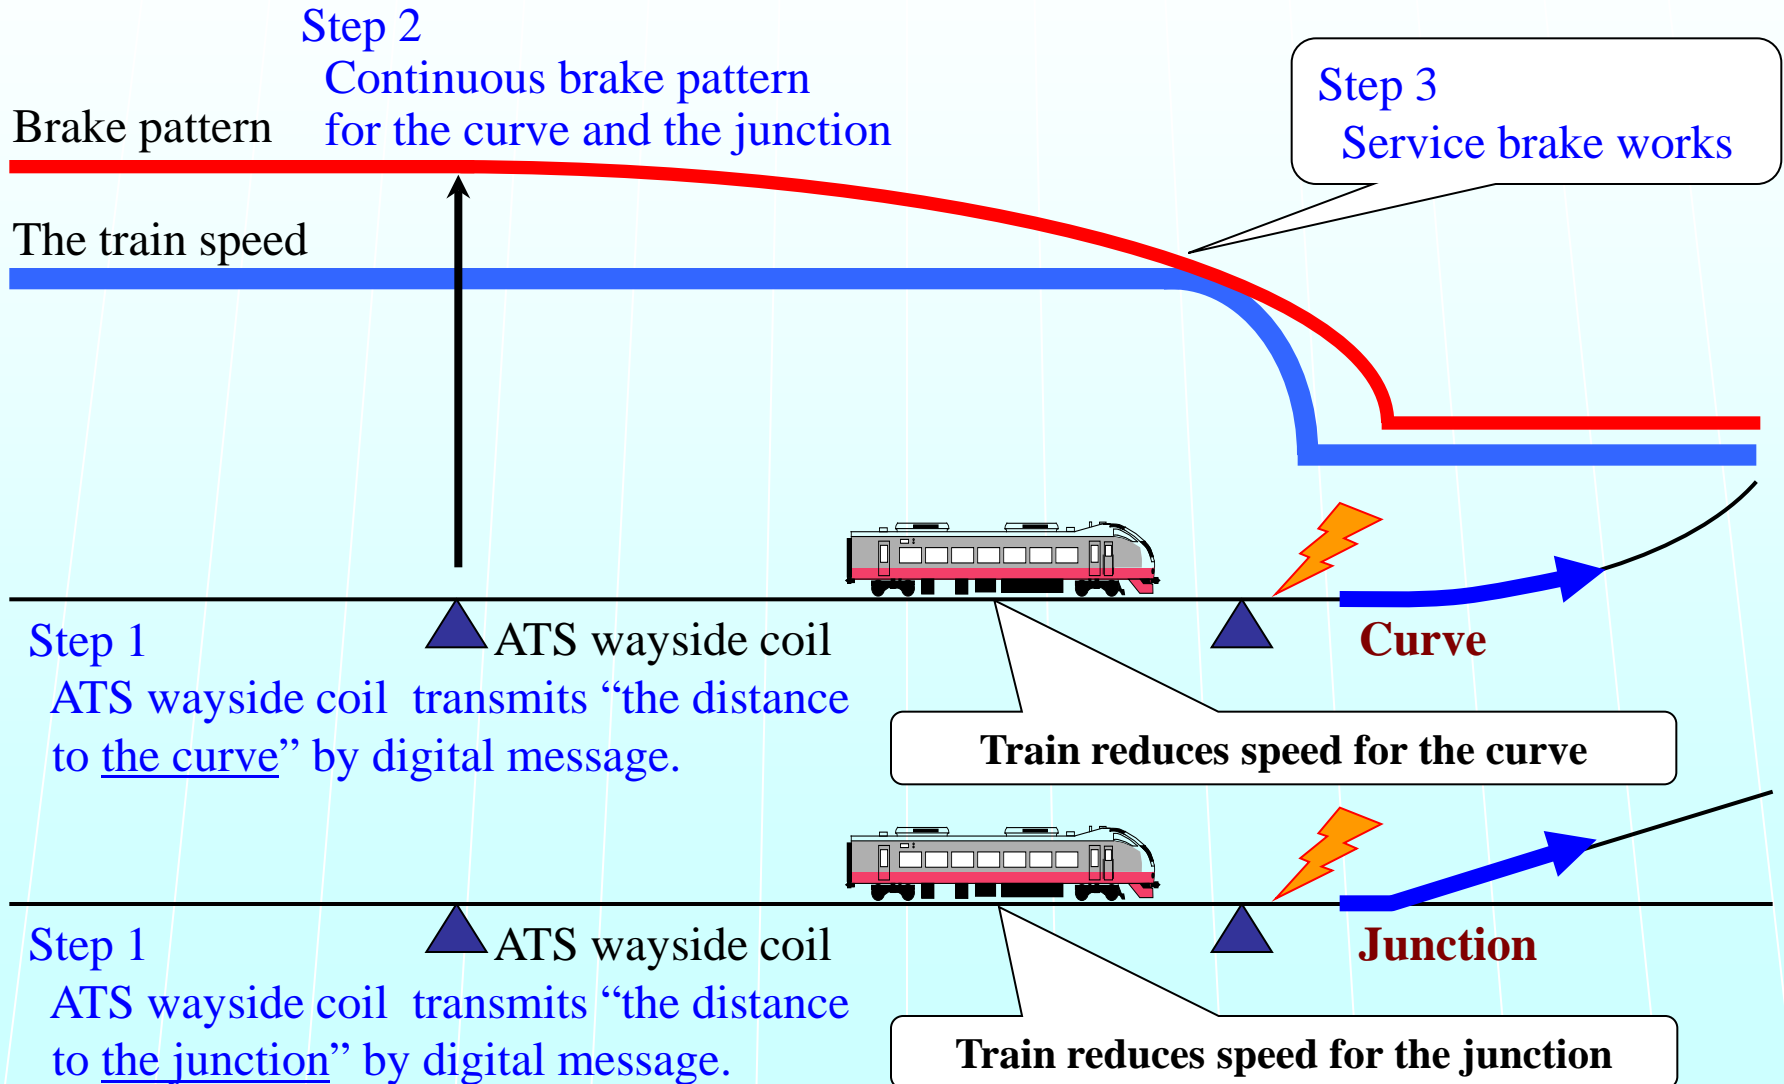 Step 2
Continuous brake pattern
for the curve and the junction
Brake pattern
Step 3
Service brake works
The train speed
Step 1
ATS wayside coil
Curve
ATS wayside coil transmits “the distance
to the curve” by digital message.
Train reduces speed for the curve
Step 1
ATS wayside coil
Junction
ATS wayside coil transmits “the distance
to the junction” by digital message.
Train reduces speed for the junction